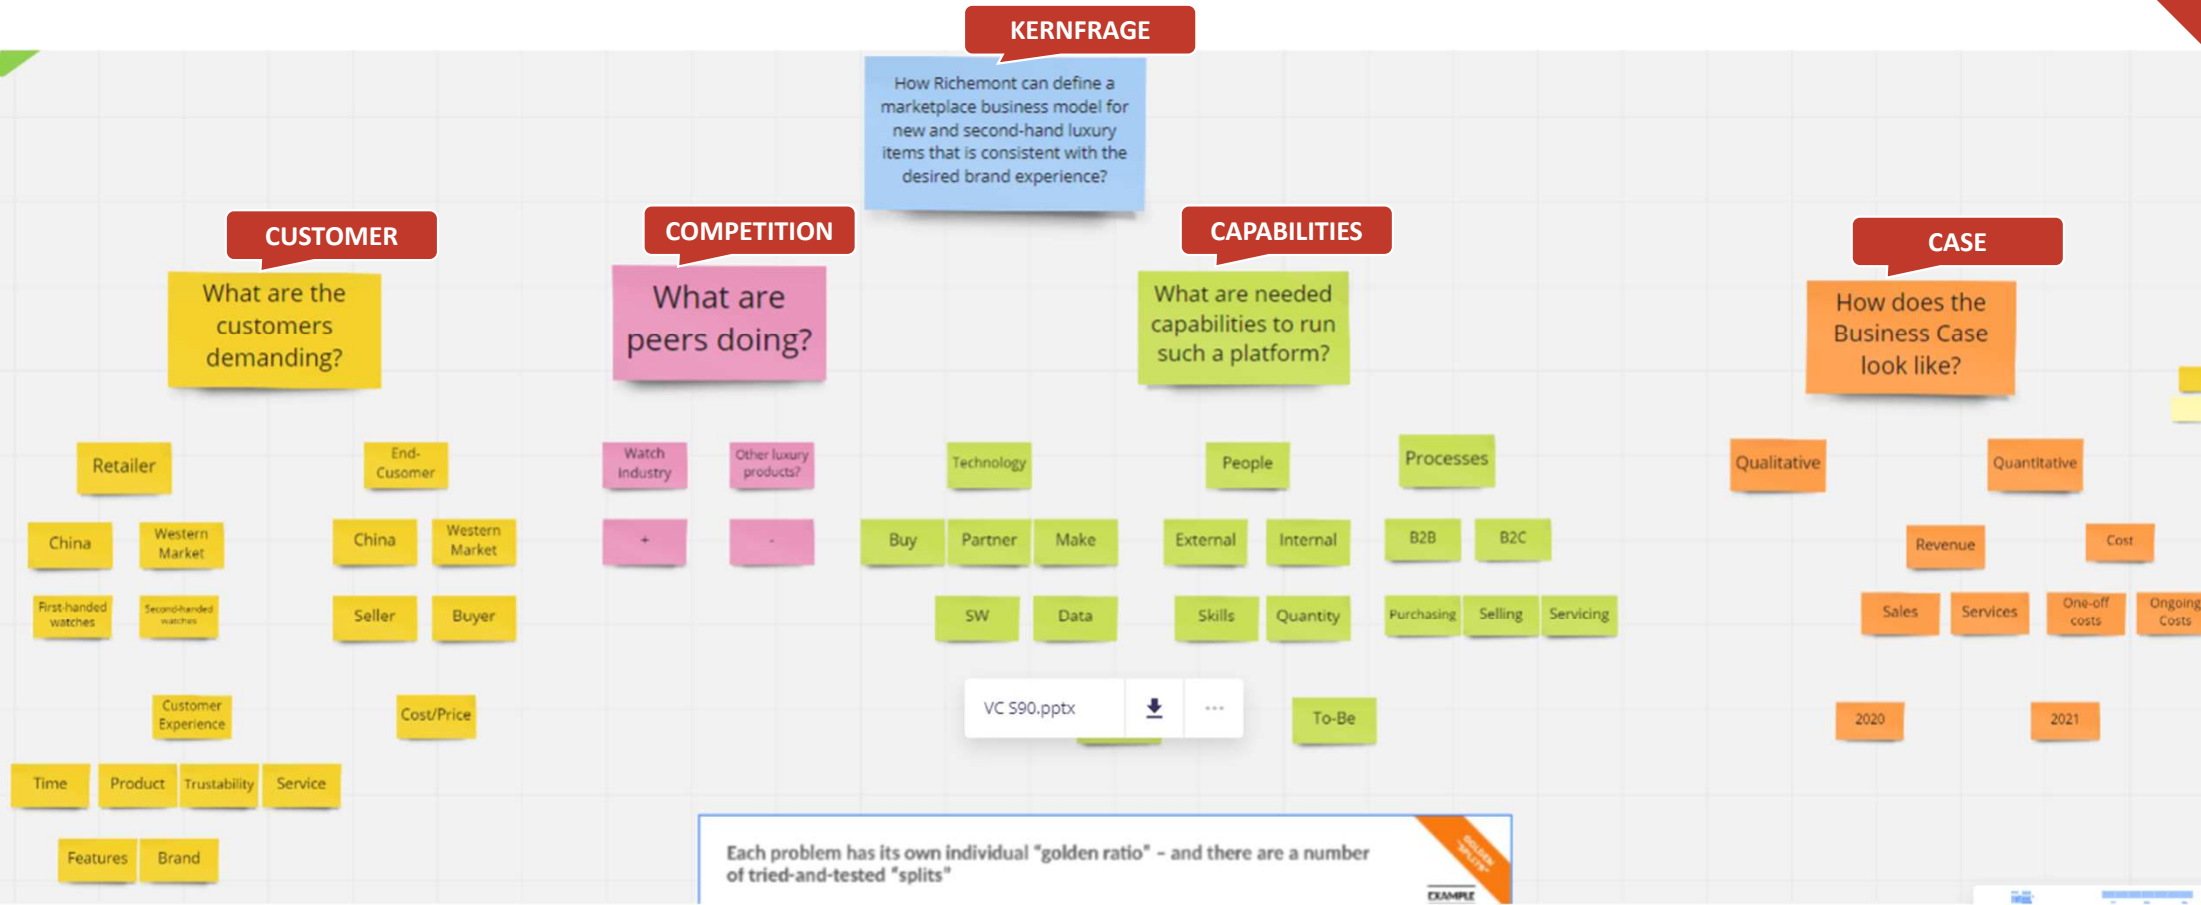 KERNFRAGE
How Richemont can define a
marketplace business model for
new and second-hand luxury
items that is consistent with the
desired brand experience?
CUSTOMER
COMPETITION
CAPABILITIES
CASE
What are the
customers
demanding?
What are
peers doing?
What are needed
capabilities to run
such a platform?
How does the
Business Case
look like?
Retailer
End-
Cusomer
Watch
Industry
Other luxury
products?
Technology
People
Processes
Qualitative
Quantitative
China
Western
Market
China
Western
Market
+
-
Buy
Partner
Make
External
Internal
B2B
B2C
Revenue
Cost
First-handed
watches
Second-handed
watches
Seller
Buyer
SW
Data
Skills
Quantity
Purchasing
Selling
Servicing
Sales
Services
One-off
costs
Ongoing
Costs
Customer
Experience
Cost/Price
VC S90.pptx
To-Be
2020
2021
Time
Product
Trustability
Service
Features
Brand
Each problem has its own individual "golden ratio" – and there are a number
of tried-and-tested "splits"
GOLDEN
"SPLITS"
EXAMPLE